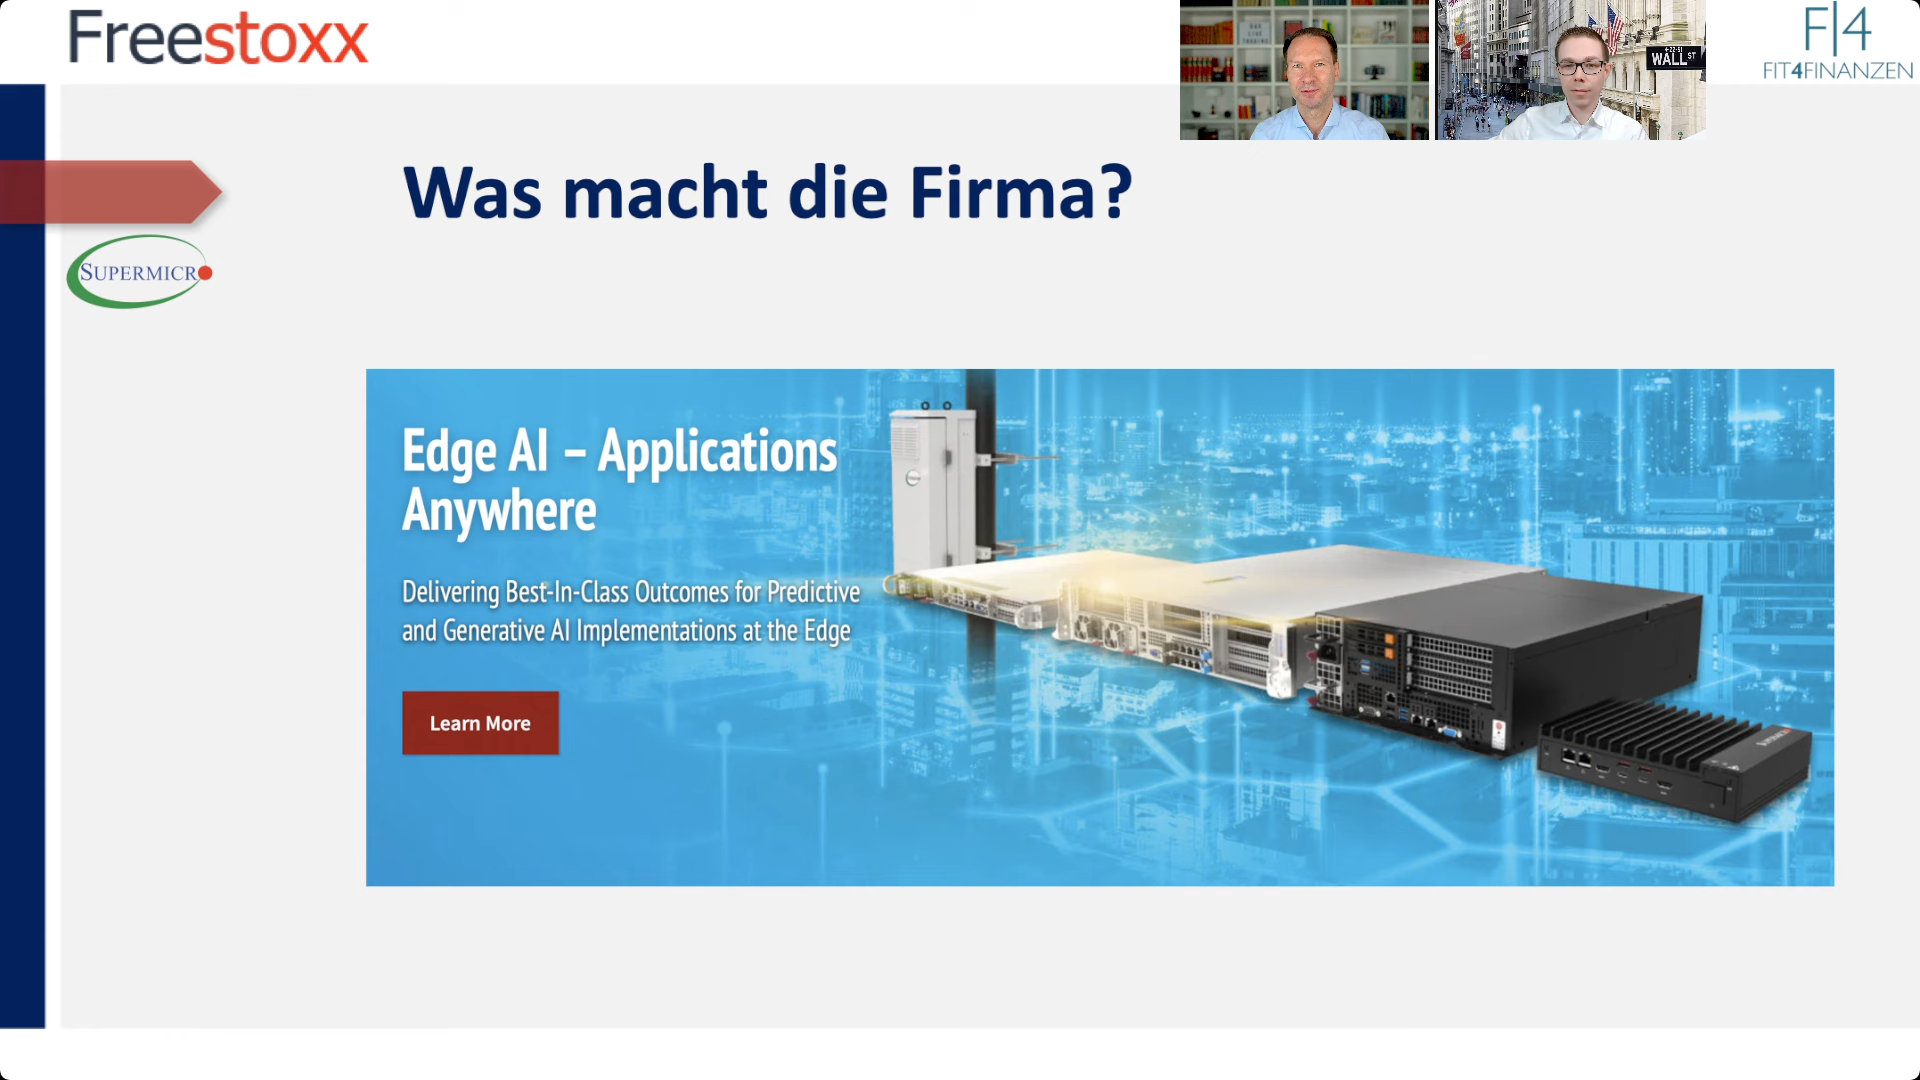 Freestoxx
WALL ST
F|4
FIT4FINANZEN
Was macht die Firma?
SUPERMICRO
Edge AI – Applications
Anywhere
Delivering Best-In-Class Outcomes for Predictive
and Generative AI Implementations at the Edge
Learn More